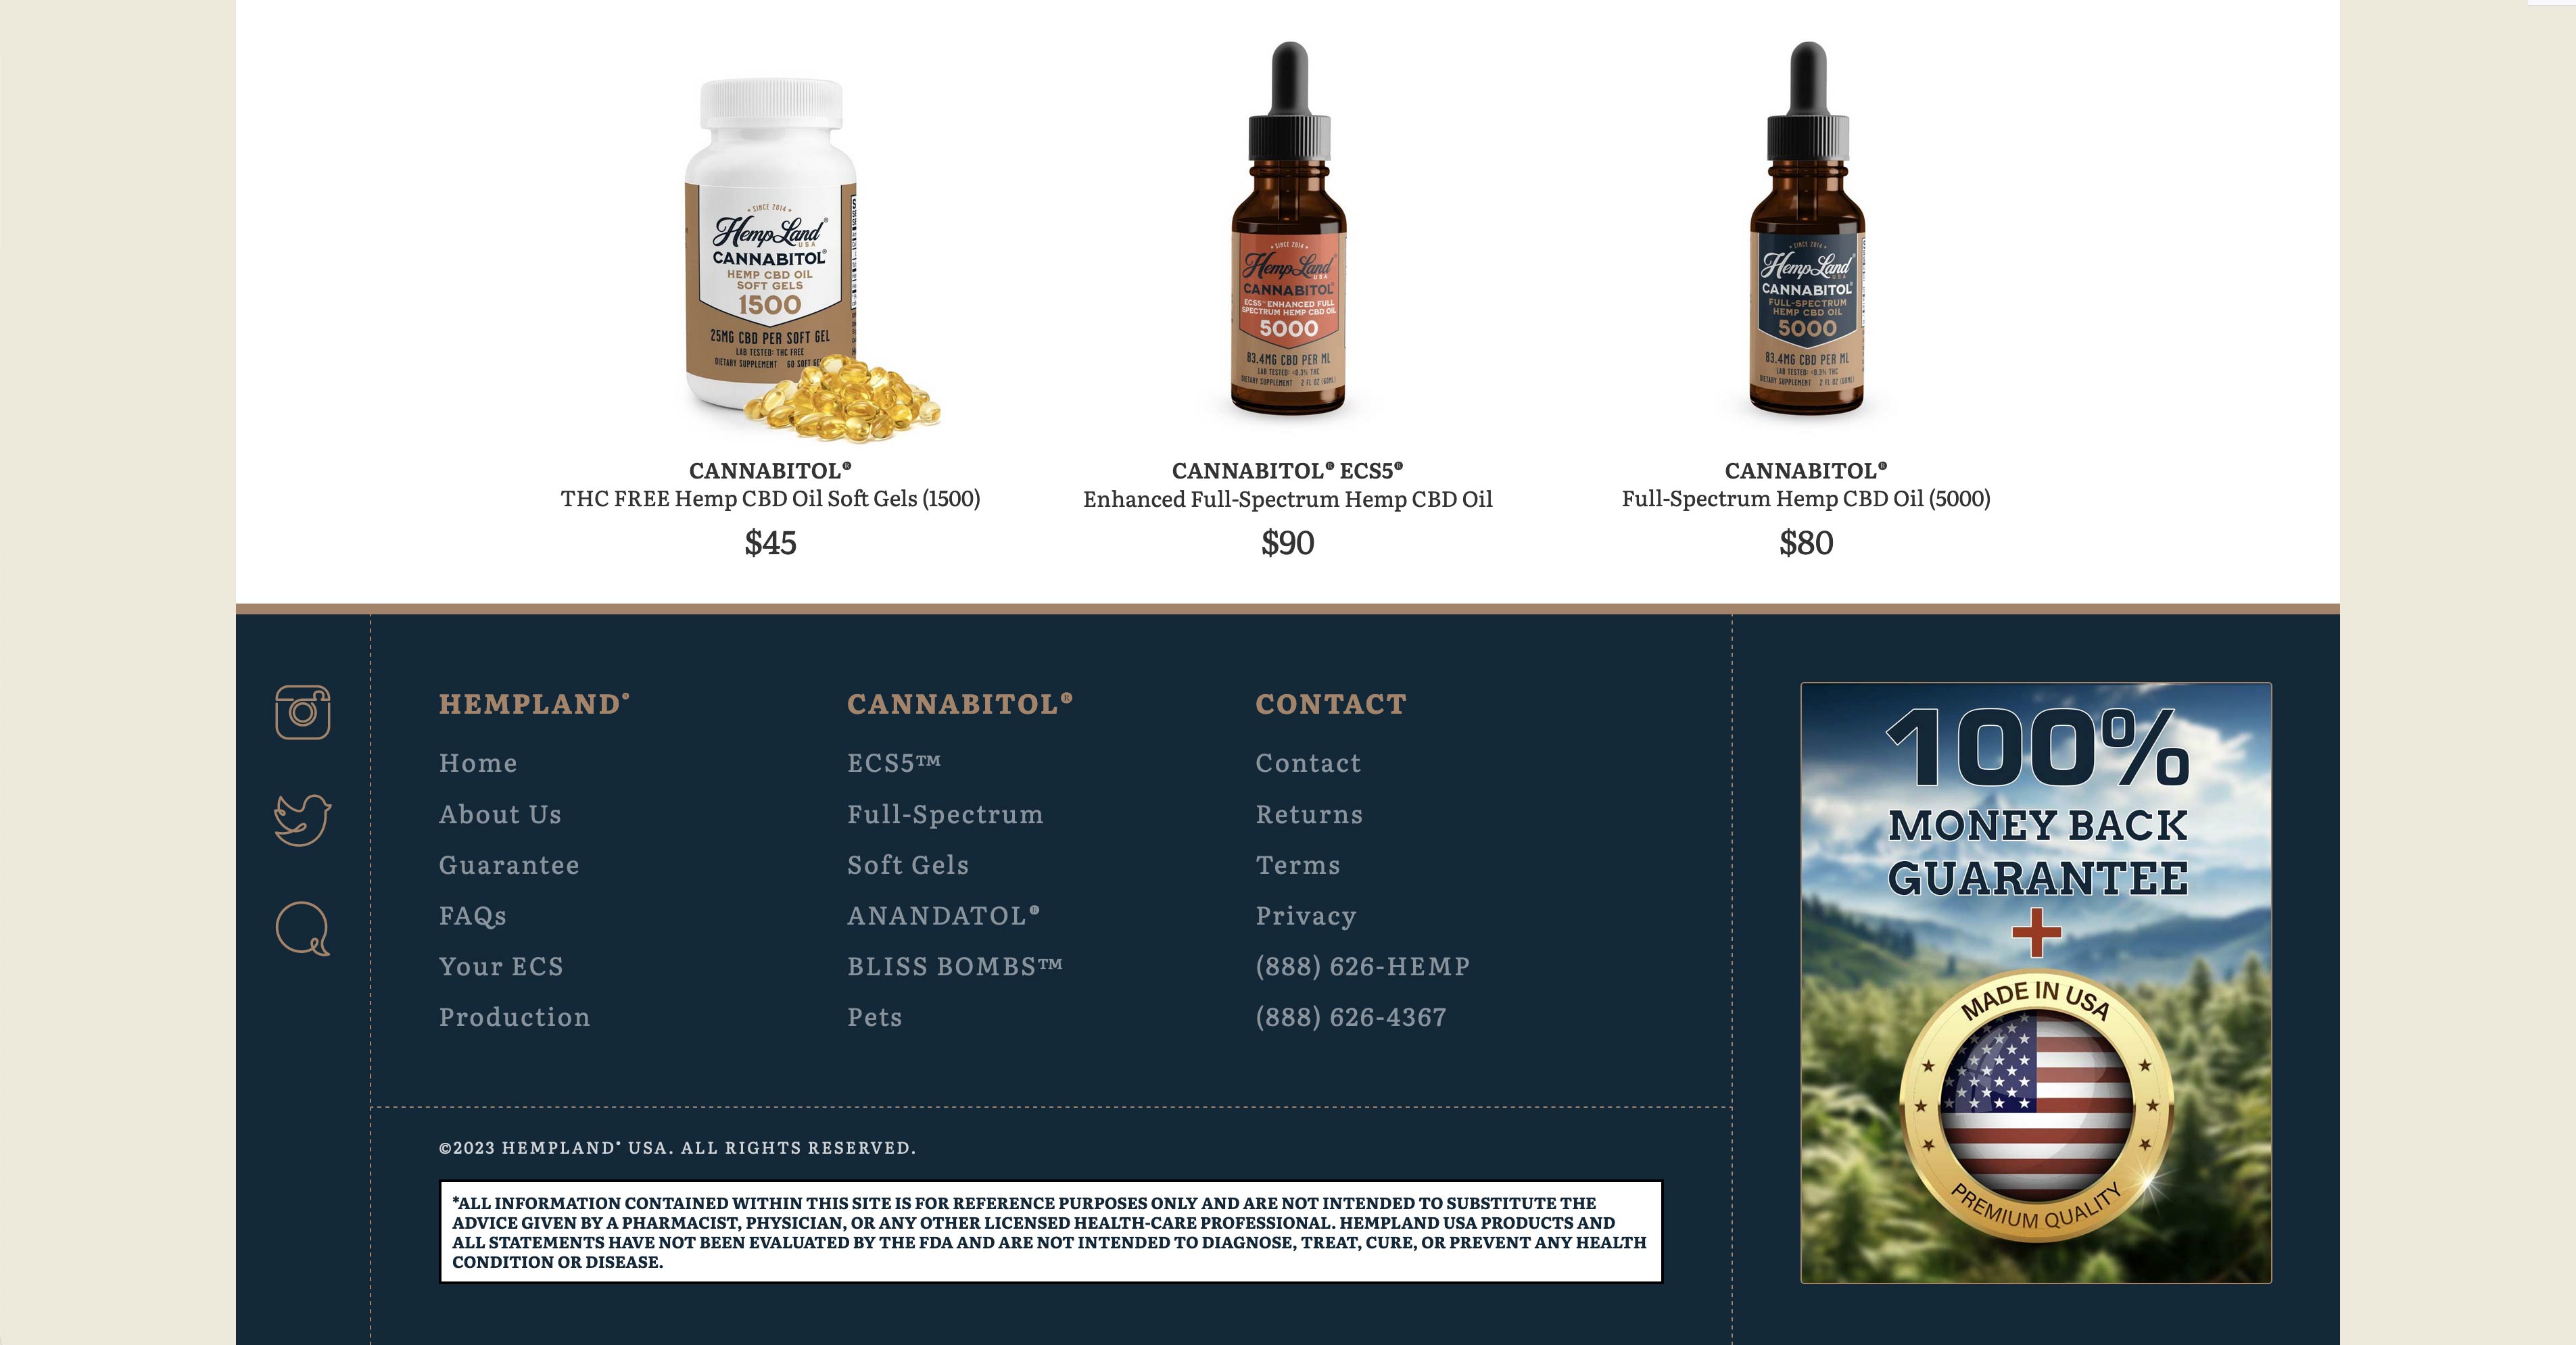 SINCE 2014
HempLand®
USA
CANNABITOL®
HEMP CBD OIL
SOFT GELS
1500
25MG CBD PER SOFT GEL
LAB TESTED: THC FREE
DIETARY SUPPLEMENT 60 SOFT GE
SINCE 2014
HempLand®
USA
CANNABITOL®
ECS5™ ENHANCED FULL
SPECTRUM HEMP CBD OIL
5000
83.4MG CBD PER ML
LAB TESTED: <0.3% THC
DIETARY SUPPLEMENT 2 FL OZ (60ML)
SINCE 2014
HempLand®
USA
CANNABITOL®
FULL-SPECTRUM
HEMP CBD OIL
5000
83.4MG CBD PER ML
LAB TESTED: <0.3% THC
DIETARY SUPPLEMENT 2 FL OZ (60ML)
CANNABITOL®
THC FREE Hemp CBD Oil Soft Gels (1500)
$45
CANNABITOL® ECS5®
Enhanced Full-Spectrum Hemp CBD Oil
$90
CANNABITOL®
Full-Spectrum Hemp CBD Oil (5000)
$80
HEMPLAND®
Home
About Us
Guarantee
FAQs
Your ECS
Production
CANNABITOL®
ECS5™
Full-Spectrum
Soft Gels
ANANDATOL®
BLISS BOMBS™
Pets
CONTACT
Contact
Returns
Terms
Privacy
(888) 626-HEMP
(888) 626-4367
©2023 HEMPLAND® USA. ALL RIGHTS RESERVED.
*ALL INFORMATION CONTAINED WITHIN THIS SITE IS FOR REFERENCE PURPOSES ONLY AND ARE NOT INTENDED TO SUBSTITUTE THE
ADVICE GIVEN BY A PHARMACIST, PHYSICIAN, OR ANY OTHER LICENSED HEALTH-CARE PROFESSIONAL. HEMPLAND USA PRODUCTS AND
ALL STATEMENTS HAVE NOT BEEN EVALUATED BY THE FDA AND ARE NOT INTENDED TO DIAGNOSE, TREAT, CURE, OR PREVENT ANY HEALTH
CONDITION OR DISEASE.
100%
MONEY BACK
GUARANTEE
+
MADE IN USA
PREMIUM QUALITY